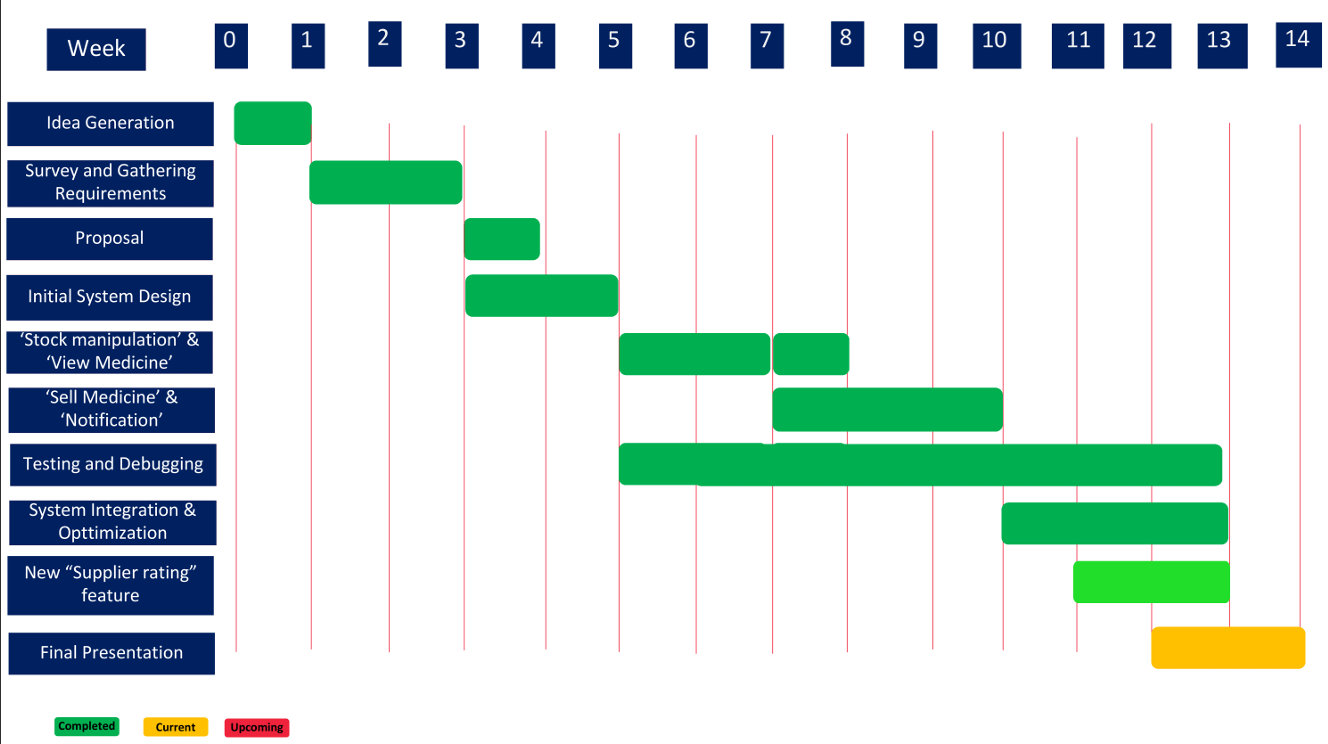 Week 0 1 2 3 4 5 6 7 8 9 10 11 12 13 14
Idea Generation
Survey and Gathering
Requirements
Proposal
Initial System Design
‘Stock manipulation’ &
‘View Medicine’
‘Sell Medicine’ &
‘Notification’
Testing and Debugging
System Integration &
Opttimization
New “Supplier rating”
feature
Final Presentation
Completed Current Upcoming